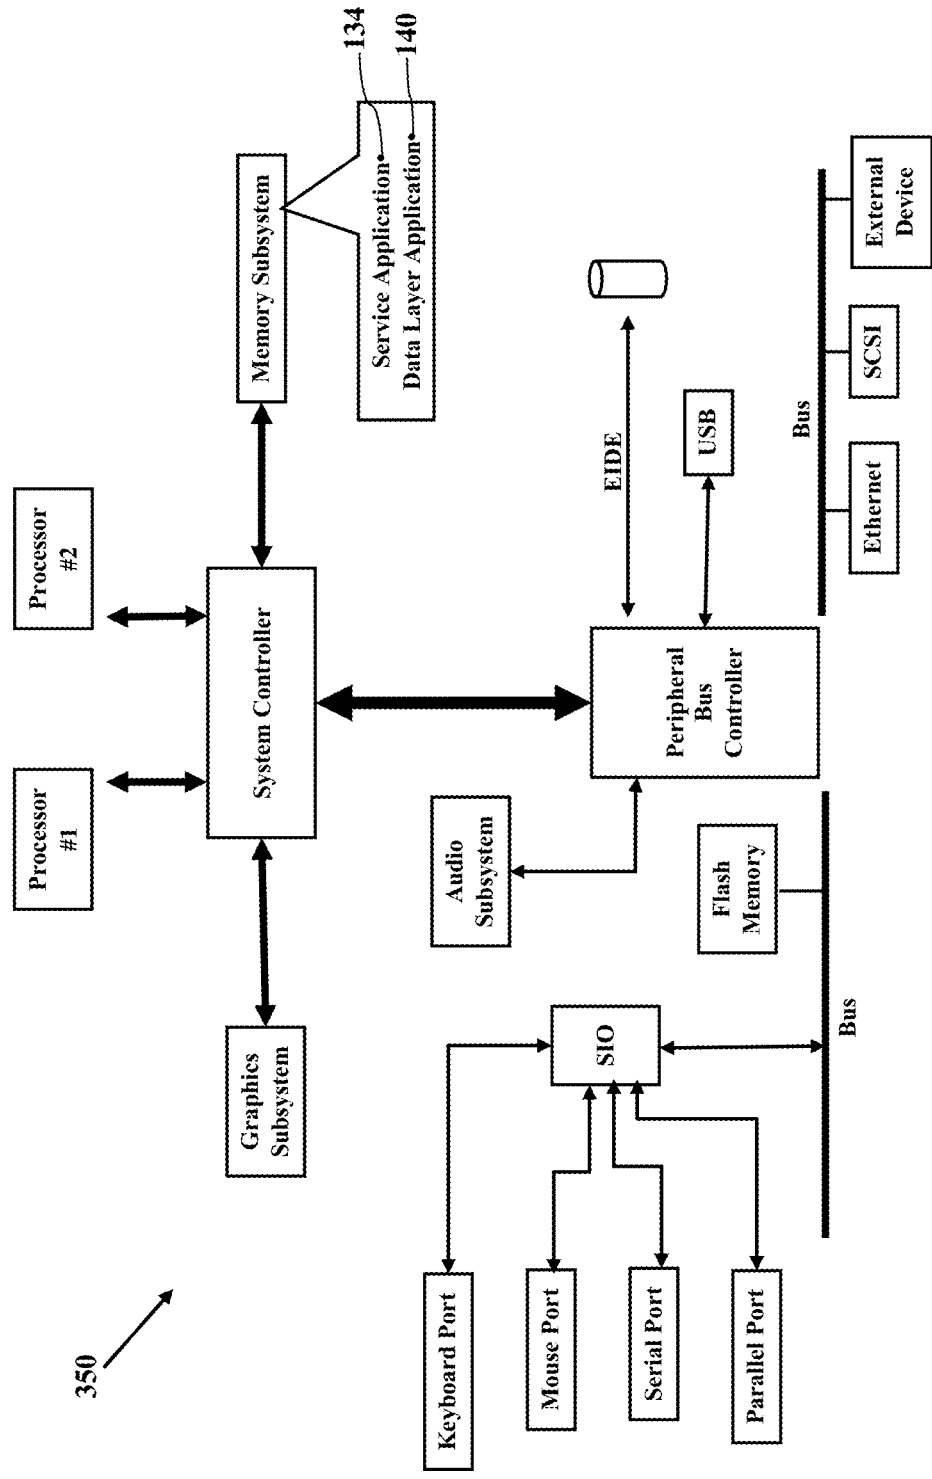 350
Processor
#1
Processor
#2
Graphics
Subsystem
System Controller
Memory Subsystem
Service Application•
Data Layer Application•
134
140
Keyboard Port
Mouse Port
Serial Port
Parallel Port
SIO
Audio
Subsystem
Flash
Memory
Bus
Peripheral
Bus
Controller
EIDE
USB
Bus
Ethernet
SCSI
External
Device